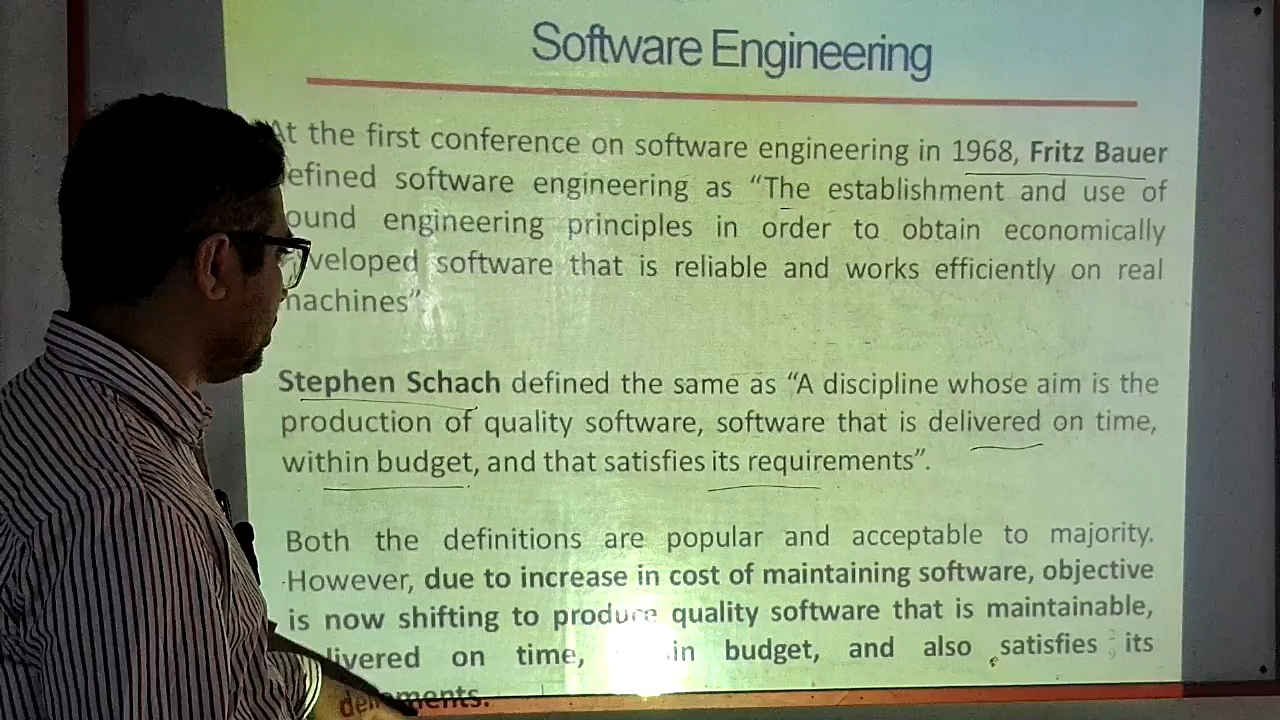 Software Engineering
At the first conference on software engineering in 1968, Fritz Bauer
efined software engineering as “The establishment and use of
ound engineering principles in order to obtain economically
veloped software that is reliable and works efficiently on real
machines”.
Stephen Schach defined the same as “A discipline whose aim is the
production of quality software, software that is delivered on time,
within budget, and that satisfies its requirements”.
Both the definitions are popular and acceptable to majority.
However, due to increase in cost of maintaining software, objective
is now shifting to produce quality software that is maintainable,
livered on time, in budget, and also satisfies its
ments.